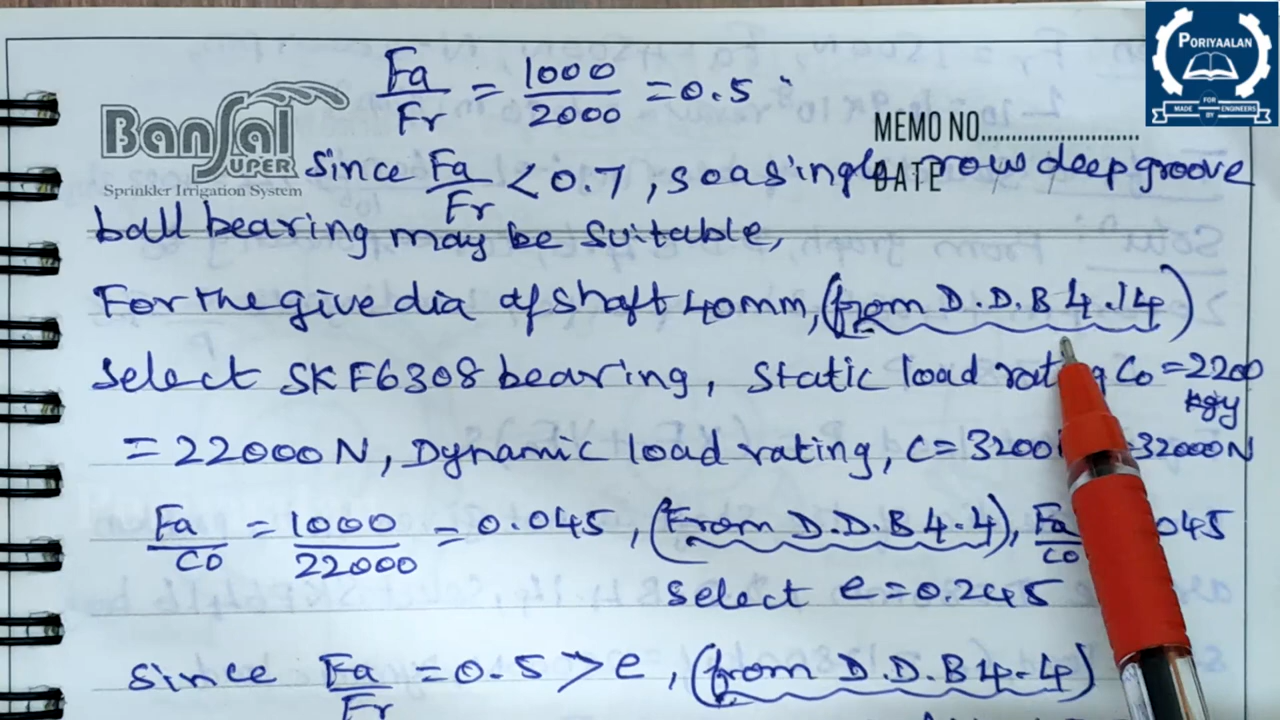 PORIYAALAN
MADE FOR BY ENGINEERS
Fa/Fr = 1000/2000 = 0.5
BanSal SUPER
Sprinkler Irrigation System
MEMO NO.
DATE
Since Fa/Fr < 0.7, so a single row deep groove
ball bearing may be suitable,
For the give dia of shaft 40mm, (from D.D.B 4.14)
Select SKF6308 bearing, Static load rating Co = 2200 kgf
= 22000 N, Dynamic load rating, C = 3200 = 32000N
Fa/Co = 1000/22000 = 0.045, (From D.D.B 4.4), Fa/Co 045
Select e = 0.245
Since Fa/Fr = 0.5 > e, (from D.D.B 4.4)